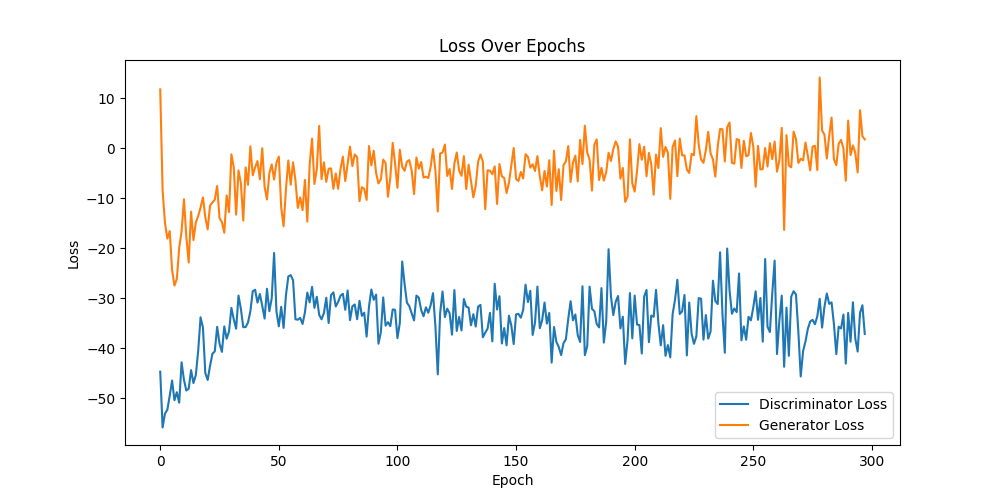 Loss Over Epochs
Loss
10
0
−10
−20
−30
−40
−50
0 50 100 150 200 250 300
Epoch
Discriminator Loss
Generator Loss